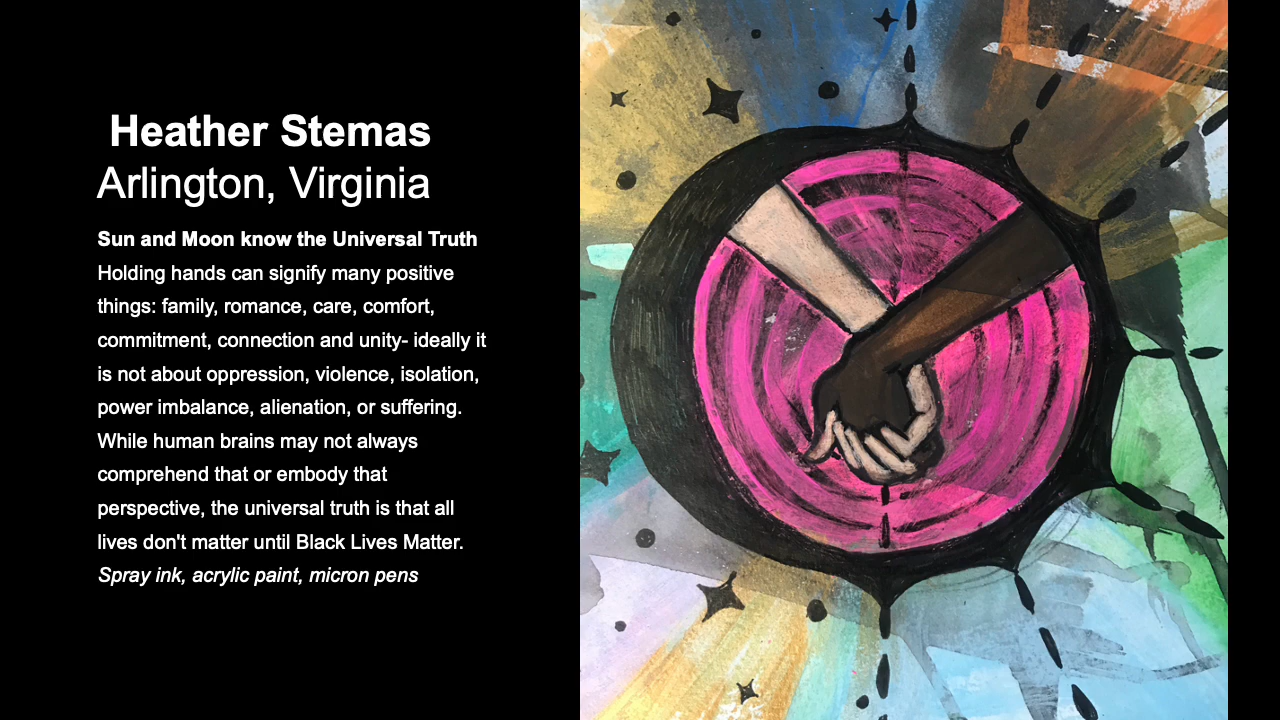 Heather Stemas
Arlington, Virginia
Sun and Moon know the Universal Truth
Holding hands can signify many positive
things: family, romance, care, comfort,
commitment, connection and unity- ideally it
is not about oppression, violence, isolation,
power imbalance, alienation, or suffering.
While human brains may not always
comprehend that or embody that
perspective, the universal truth is that all
lives don't matter until Black Lives Matter.
Spray ink, acrylic paint, micron pens